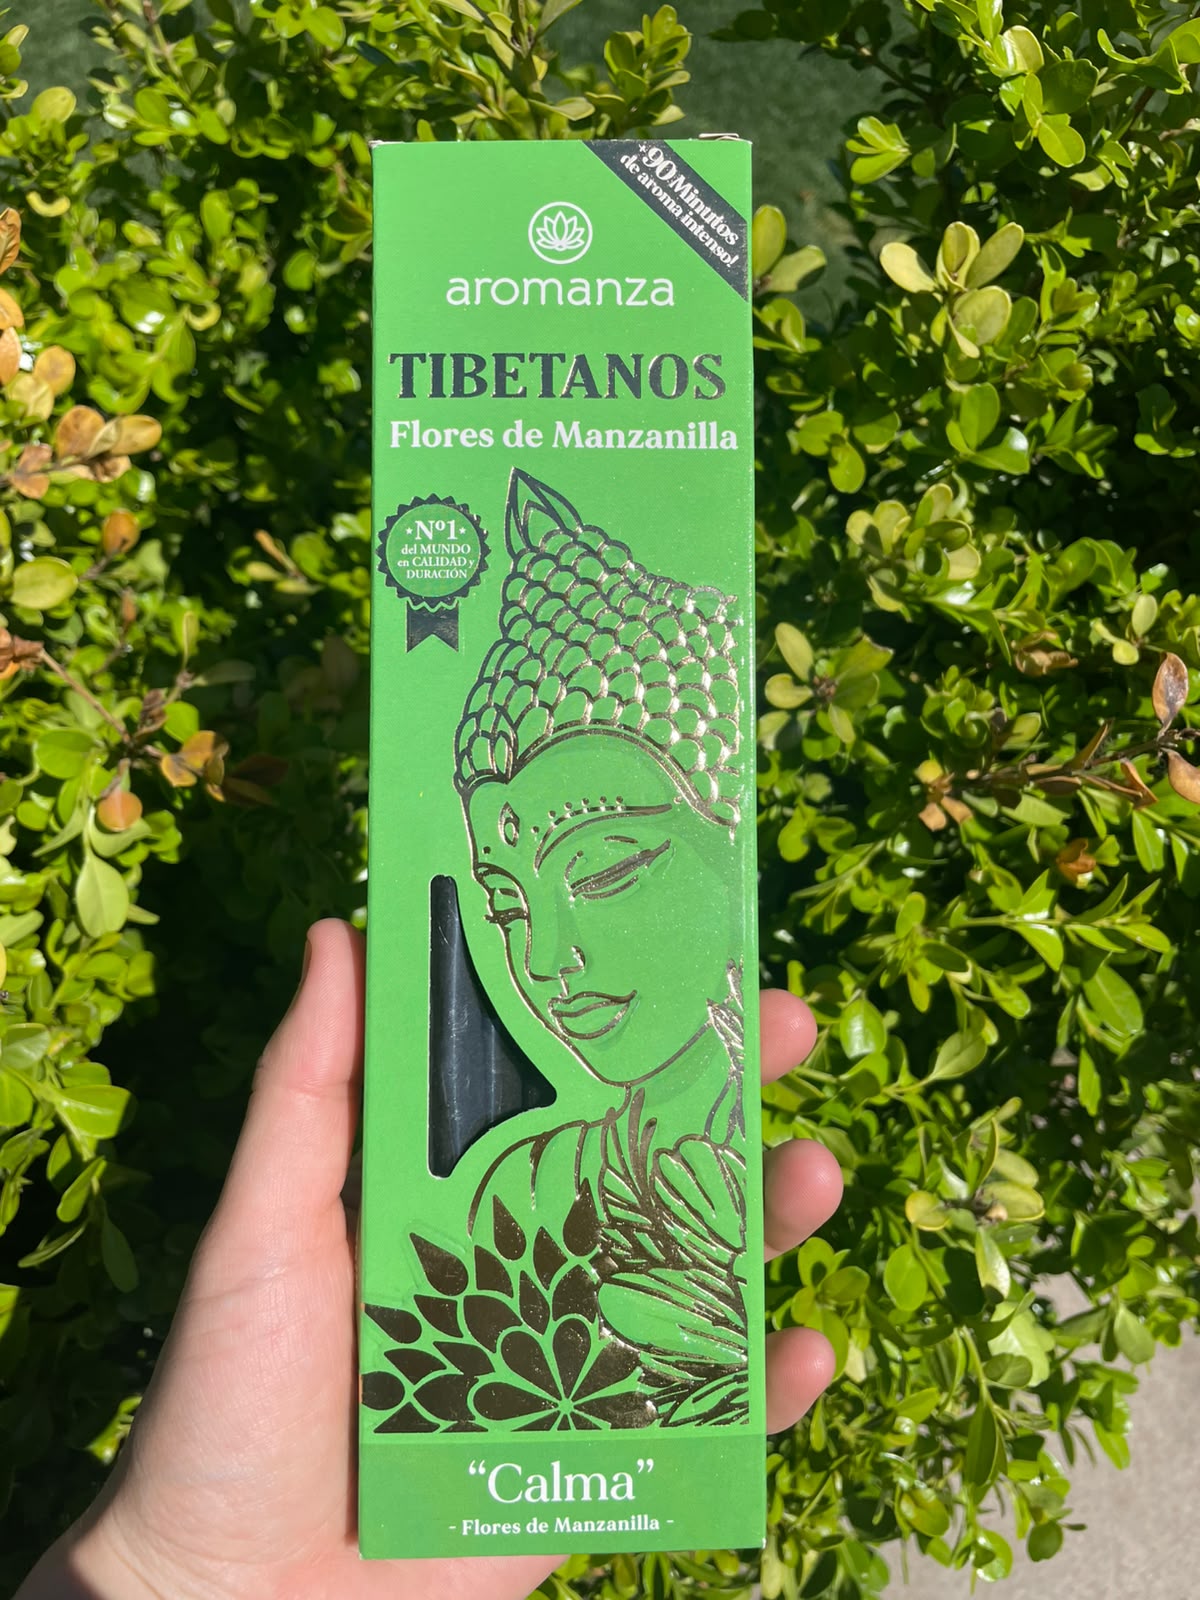 +90 Minutos
de aroma intenso!
aromanza
TIBETANOS
Flores de Manzanilla
Nº1
del MUNDO
en CALIDAD y
DURACIÓN
"Calma"
- Flores de Manzanilla -